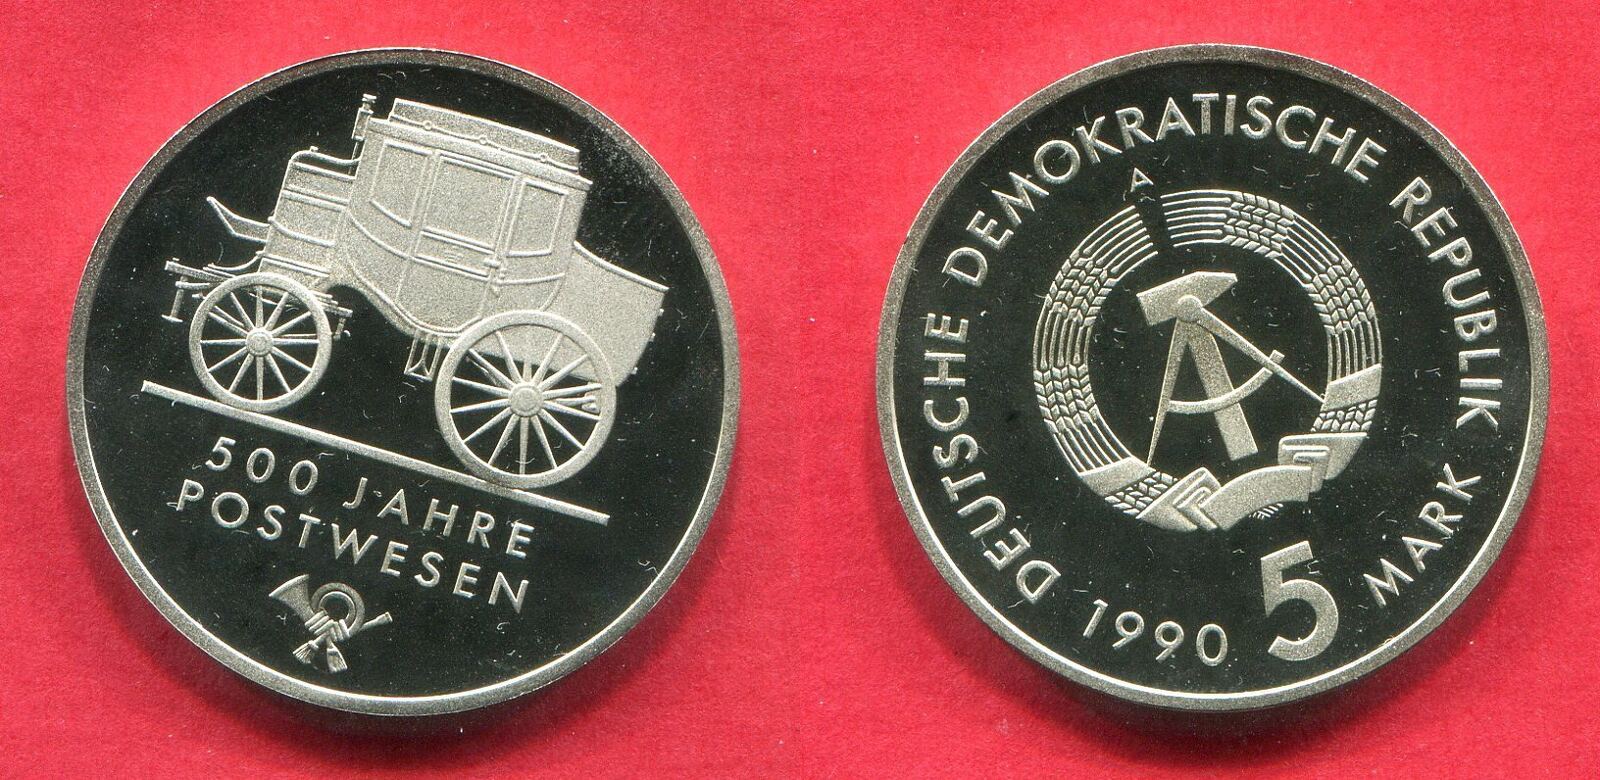 500 JAHRE
POSTWESEN
DEUTSCHE DEMOKRATISCHE REPUBLIK
A
1990 5 MARK